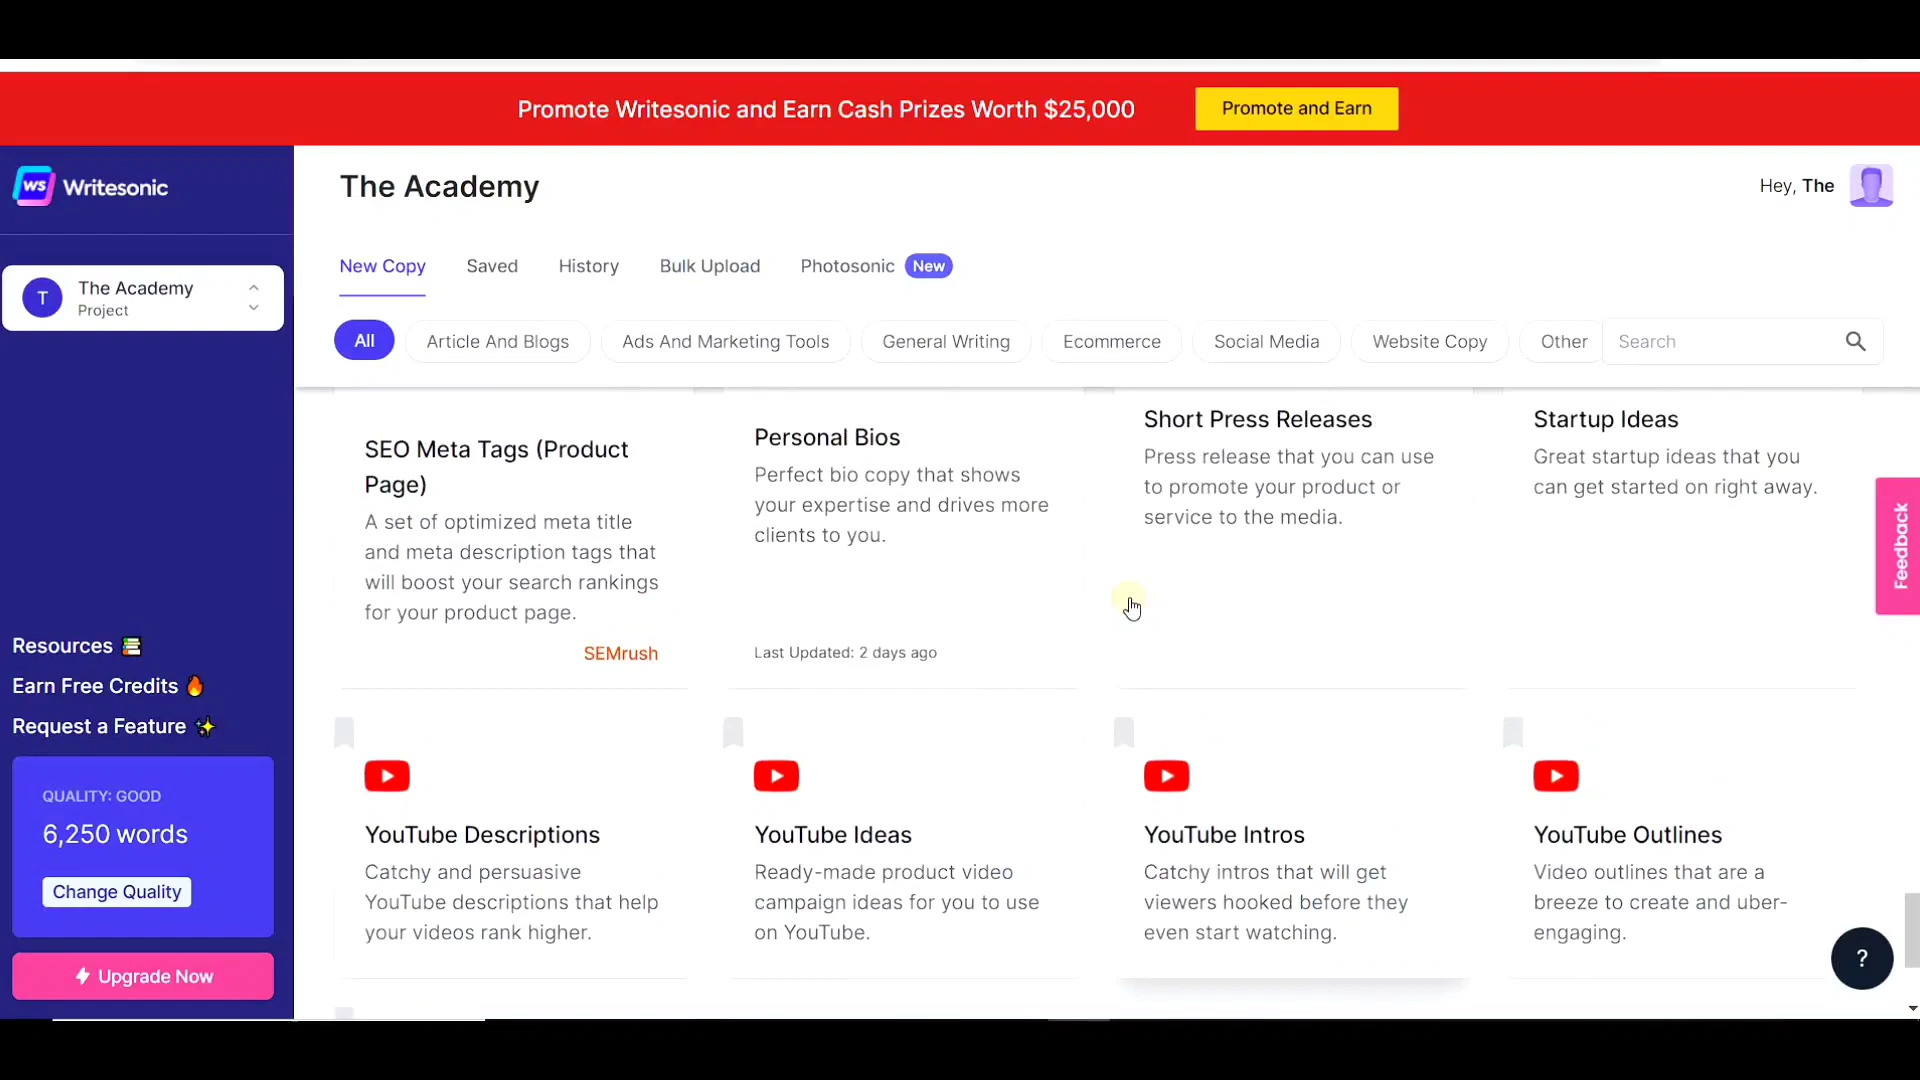 Promote Writesonic and Earn Cash Prizes Worth $25,000
Promote and Earn
WS
Writesonic
The Academy
Hey, The
T
The Academy
Project
New Copy
Saved
History
Bulk Upload
Photosonic
New
All
Article And Blogs
Ads And Marketing Tools
General Writing
Ecommerce
Social Media
Website Copy
Other
Search
SEO Meta Tags (Product
Page)
A set of optimized meta title
and meta description tags that
will boost your search rankings
for your product page.
SEMrush
Personal Bios
Perfect bio copy that shows
your expertise and drives more
clients to you.
Last Updated: 2 days ago
Short Press Releases
Press release that you can use
to promote your product or
service to the media.
Startup Ideas
Great startup ideas that you
can get started on right away.
Feedback
Resources
Earn Free Credits
Request a Feature
QUALITY: GOOD
6,250 words
Change Quality
Upgrade Now
YouTube Descriptions
Catchy and persuasive
YouTube descriptions that help
your videos rank higher.
YouTube Ideas
Ready-made product video
campaign ideas for you to use
on YouTube.
YouTube Intros
Catchy intros that will get
viewers hooked before they
even start watching.
YouTube Outlines
Video outlines that are a
breeze to create and uber-
engaging.
?